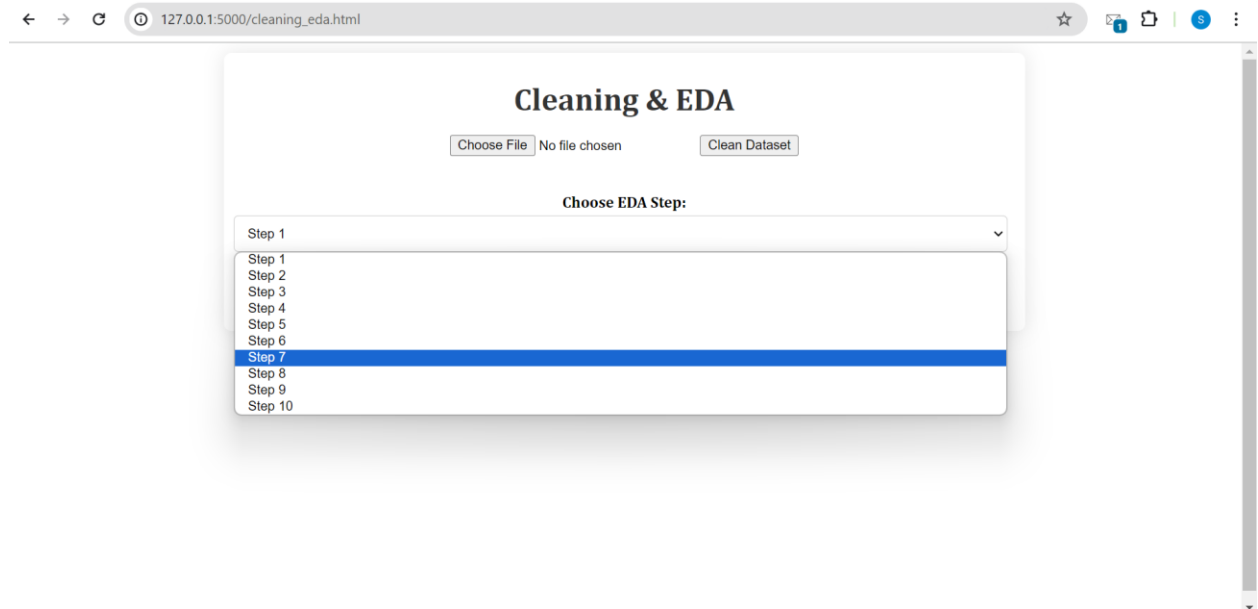 127.0.0.1:5000/cleaning_eda.html
1
S
Cleaning & EDA
Choose File No file chosen Clean Dataset
Choose EDA Step:
Step 1
Step 1
Step 2
Step 3
Step 4
Step 5
Step 6
Step 7
Step 8
Step 9
Step 10